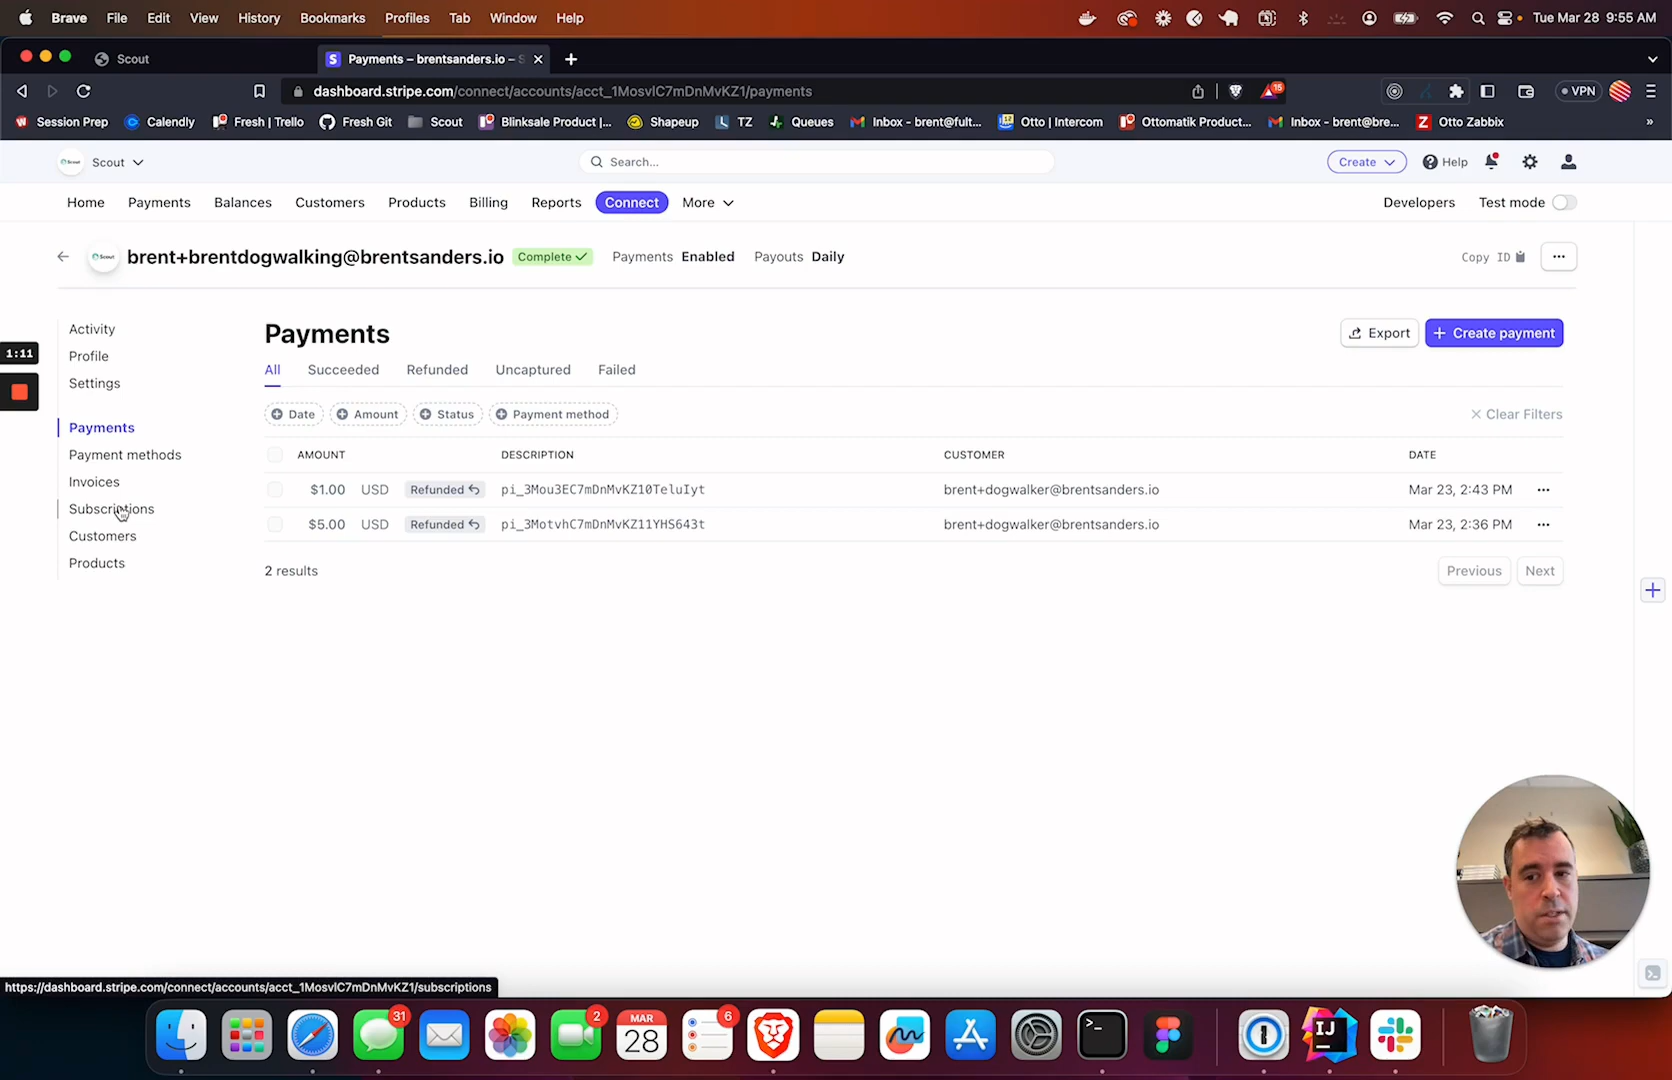 Brave File Edit View History Bookmarks Profiles Tab Window Help Tue Mar 28 9:55 AM
Scout Payments – brentsanders.io – S
dashboard.stripe.com/connect/accounts/acct_1MosvlC7mDnMvKZ1/payments 15 VPN
Session Prep Calendly Fresh | Trello Fresh Git Scout Blinksale Product |... Shapeup TZ Queues Inbox - brent@fult... Otto | Intercom Ottomatik Product... Inbox - brent@bre... Otto Zabbix »
Scout Search... Create Help
Home Payments Balances Customers Products Billing Reports Connect More Developers Test mode
Scout brent+brentdogwalking@brentsanders.io Complete Payments Enabled Payouts Daily Copy ID
Activity
Profile
Settings
Payments
Payment methods
Invoices
Subscriptions
Customers
Products
1:11
Payments Export Create payment
All Succeeded Refunded Uncaptured Failed
Date Amount Status Payment method Clear Filters
AMOUNT DESCRIPTION CUSTOMER DATE
$1.00 USD Refunded pi_3Mou3EC7mDnMvKZ10TeluIyt brent+dogwalker@brentsanders.io Mar 23, 2:43 PM
$5.00 USD Refunded pi_3MotvhC7mDnMvKZ11YHS643t brent+dogwalker@brentsanders.io Mar 23, 2:36 PM
2 results Previous Next
https://dashboard.stripe.com/connect/accounts/acct_1MosvlC7mDnMvKZ1/subscriptions
31 2 MAR 28 6 IJ